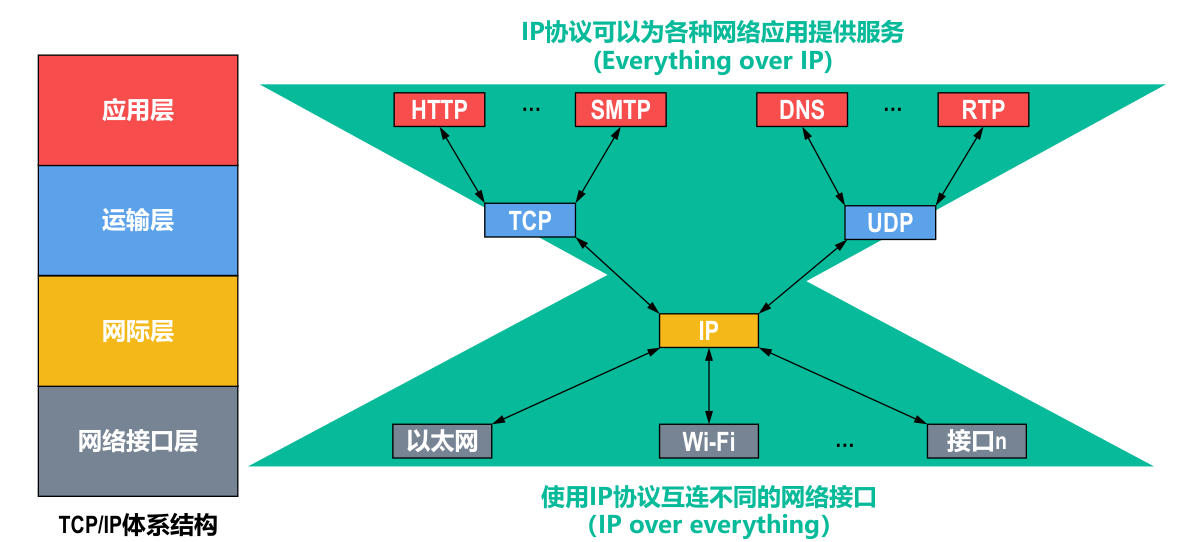 IP协议可以为各种网络应用提供服务
(Everything over IP)
应用层
HTTP ... SMTP DNS ... RTP
运输层
TCP UDP
网际层
IP
网络接口层
以太网 Wi-Fi ... 接口n
TCP/IP体系结构
使用IP协议互连不同的网络接口
（IP over everything）